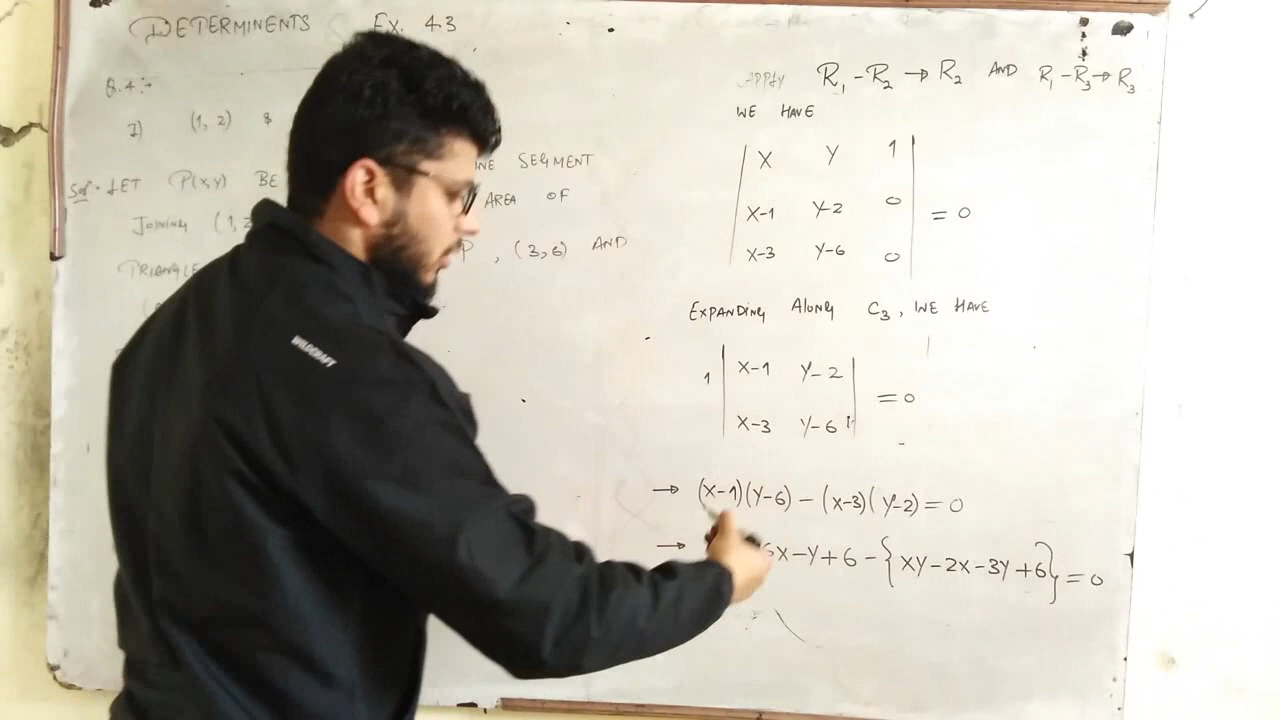 DETERMINENTS Ex. 4.3
Q.4:-
I) (1, 2) &
Sol. LET P(X,Y) BE LINE SEGMENT
JOINING (1, 2 AREA OF
TRIANGLE P, (3,6) AND
APPLY R1-R2 → R2 AND R1-R3→R3
WE HAVE
X Y 1
X-1 Y-2 0 = 0
X-3 Y-6 0
EXPANDING ALONG C3, WE HAVE
1 X-1 Y-2
= 0
X-3 Y-6
→ (X-1)(Y-6) - (X-3)(Y-2) = 0
→ 6X-Y+6 - {XY-2X-3Y+6} = 0
WILDCRAFT